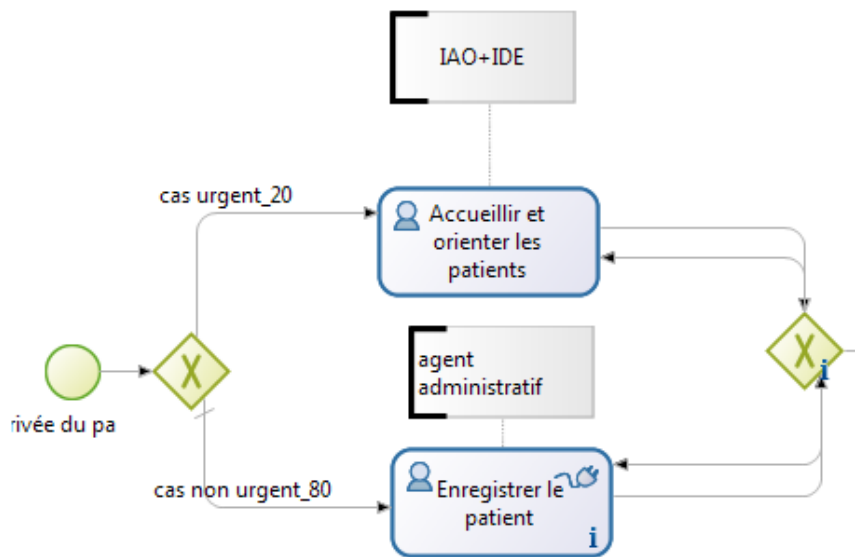 IAO+IDE
cas urgent_20
Accueillir et
orienter les
patients
agent
administratif
rivée du pa
cas non urgent_80
Enregistrer le
patient